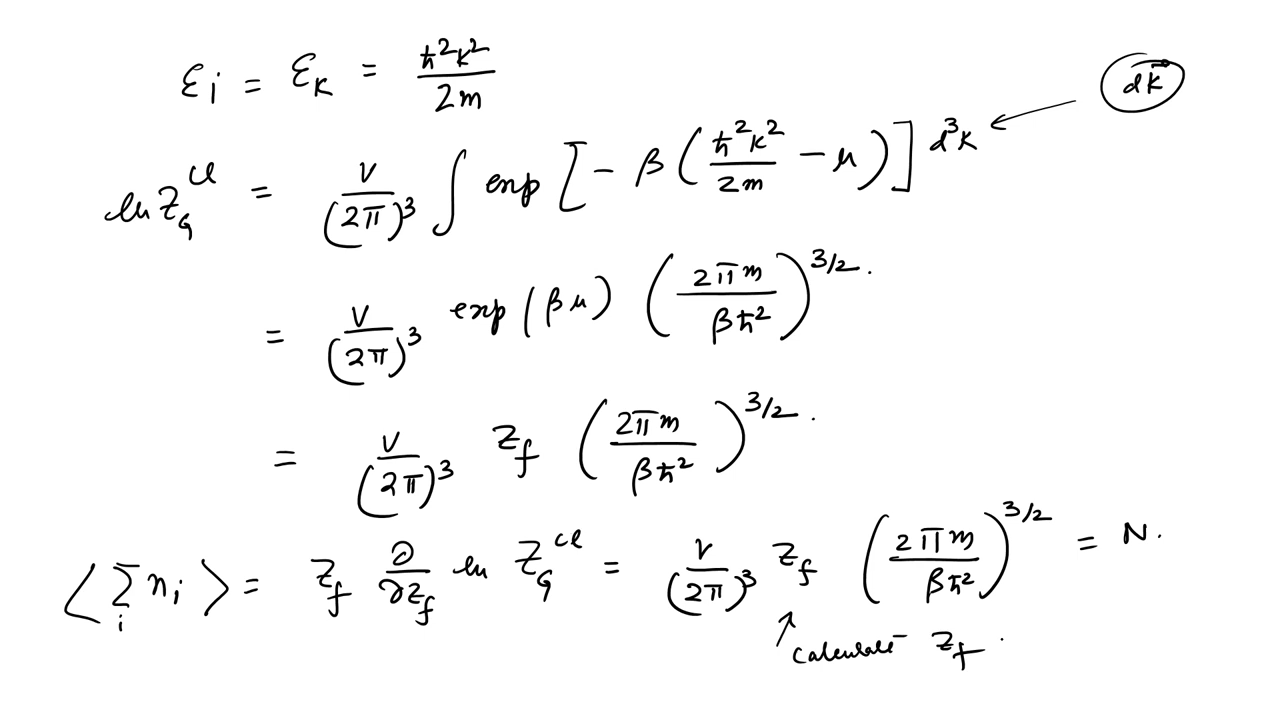 εi = εK = ħ²k²/2m
dk⃗
ln Z_G^cl = V/(2π)³ ∫ exp [ - β ( ħ²k²/2m - μ ) ] d³k
= V/(2π)³ exp(βμ) ( 2πm/βħ² )^3/2.
= V/(2π)³ Z_f ( 2πm/βħ² )^3/2.
⟨ Σ_i n_i ⟩ = Z_f ∂/∂Z_f ln Z_G^cl = V/(2π)³ Z_f ( 2πm/βħ² )^3/2 = N.
calculate Z_f.